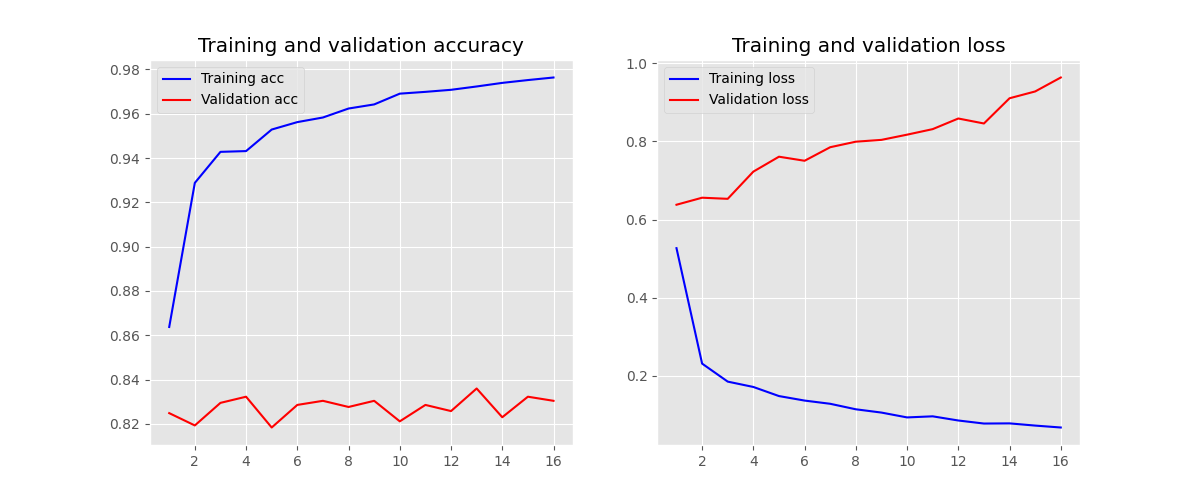 Training and validation accuracy
Training acc
Validation acc
0.98
0.96
0.94
0.92
0.90
0.88
0.86
0.84
0.82
2 4 6 8 10 12 14 16
Training and validation loss
Training loss
Validation loss
1.0
0.8
0.6
0.4
0.2
2 4 6 8 10 12 14 16